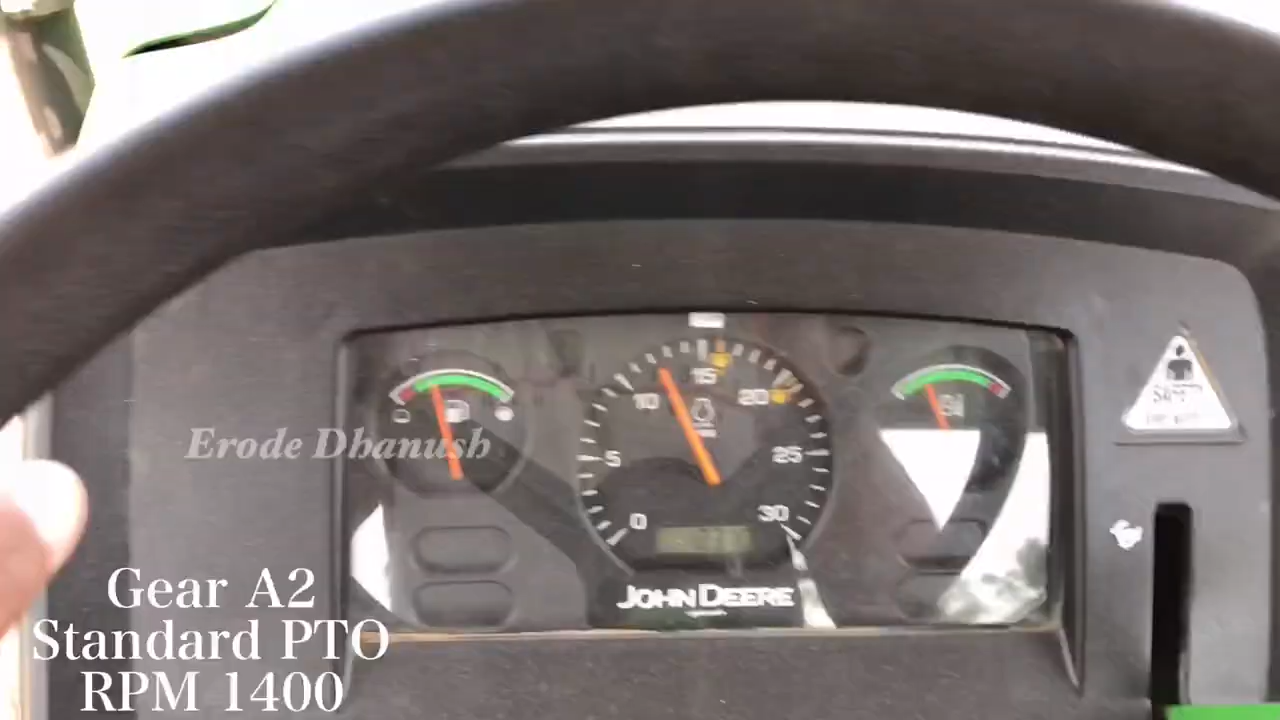 15
10
20
5
25
0
30
JOHN DEERE
Erode Dhanush
Gear A2
Standard PTO
RPM 1400